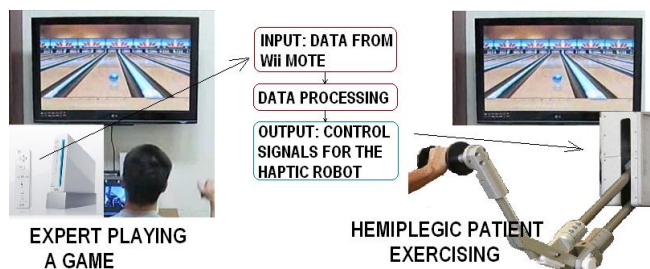 INPUT: DATA FROM
Wii MOTE
DATA PROCESSING
OUTPUT: CONTROL
SIGNALS FOR THE
HAPTIC ROBOT
EXPERT PLAYING
A GAME
HEMIPLEGIC PATIENT
EXERCISING